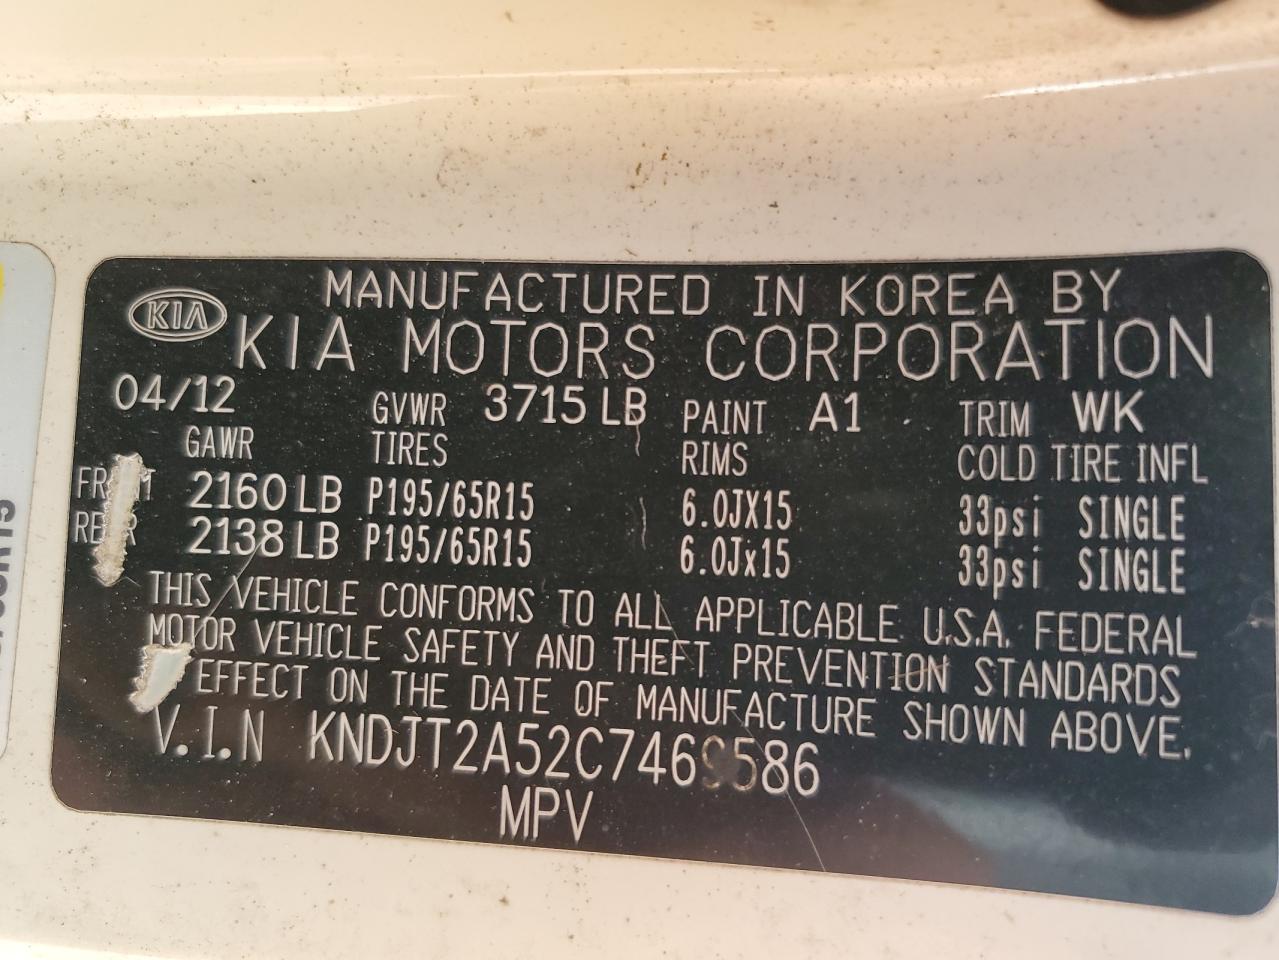 MANUFACTURED IN KOREA BY
KIA KIA MOTORS CORPORATION
04/12 GVWR 3715 LB PAINT A1 TRIM WK
GAWR TIRES RIMS COLD TIRE INFL
2160 LB P195/65R15 6.0JX15 33psi SINGLE
2138 LB P195/65R15 6.0Jx15 33psi SINGLE
THIS VEHICLE CONFORMS TO ALL APPLICABLE U.S.A. FEDERAL
MOTOR VEHICLE SAFETY AND THEFT PREVENTION STANDARDS
EFFECT ON THE DATE OF MANUFACTURE SHOWN ABOVE.
V.I.N KNDJT2A52C7469586
MPV